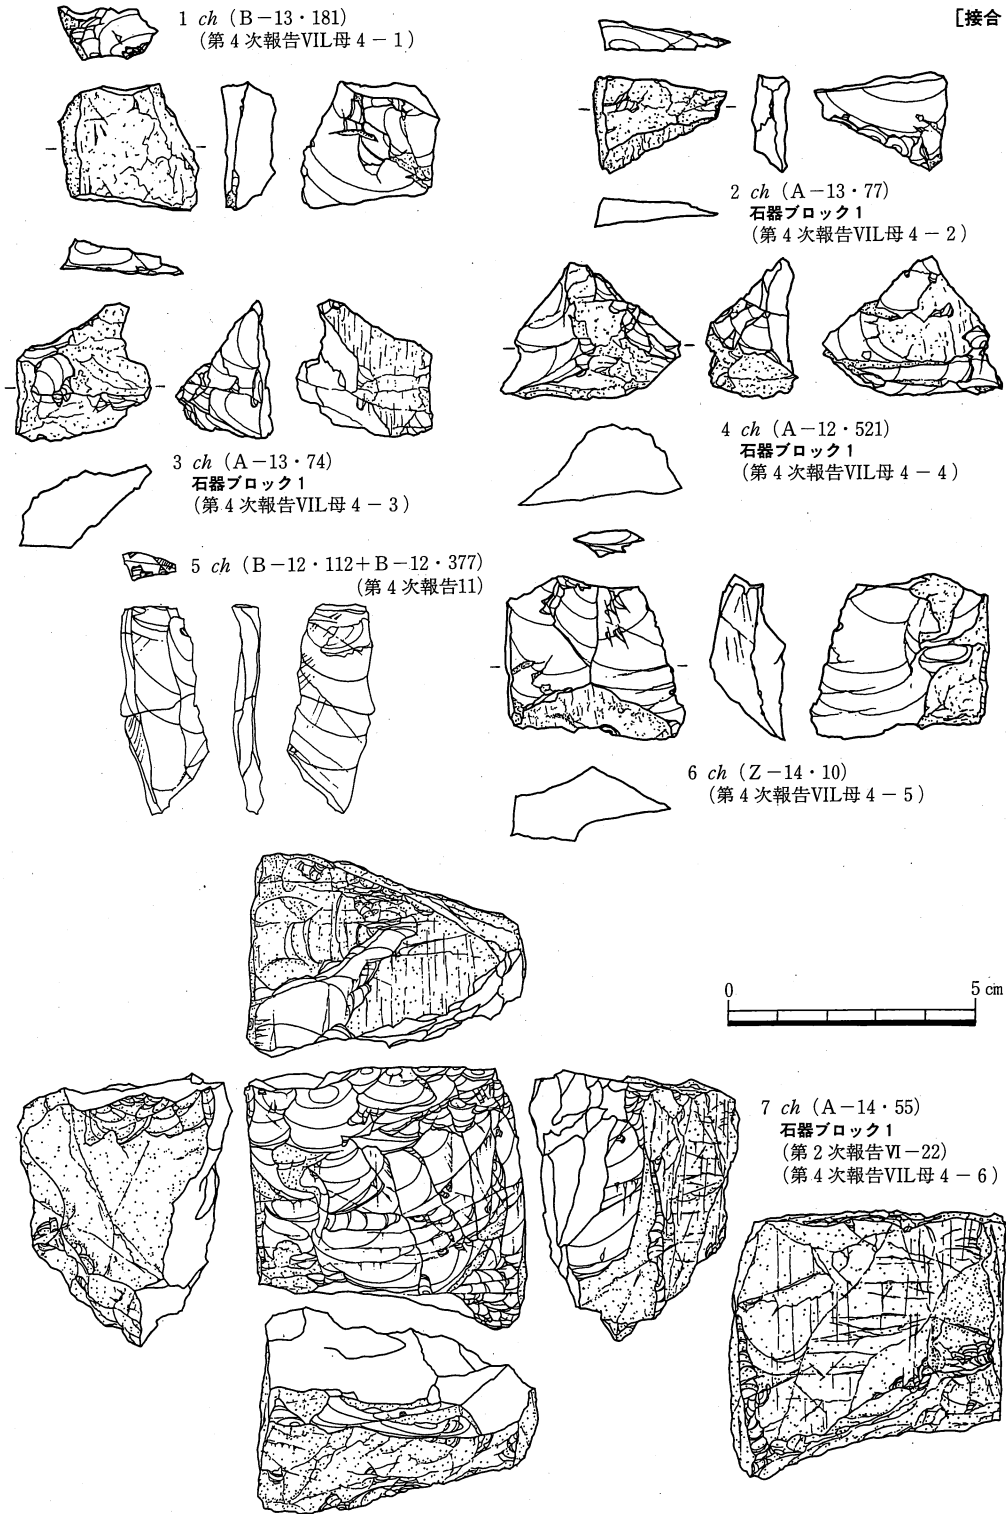 [接合
1 ch (B-13・181)
(第4次報告VIL母4-1)
2 ch (A-13・77)
石器ブロック1
(第4次報告VIL母4-2)
3 ch (A-13・74)
石器ブロック1
(第4次報告VIL母4-3)
4 ch (A-12・521)
石器ブロック1
(第4次報告VIL母4-4)
5 ch (B-12・112+B-12・377)
(第4次報告11)
6 ch (Z-14・10)
(第4次報告VIL母4-5)
0 5 cm
7 ch (A-14・55)
石器ブロック1
(第2次報告VI-22)
(第4次報告VIL母4-6)